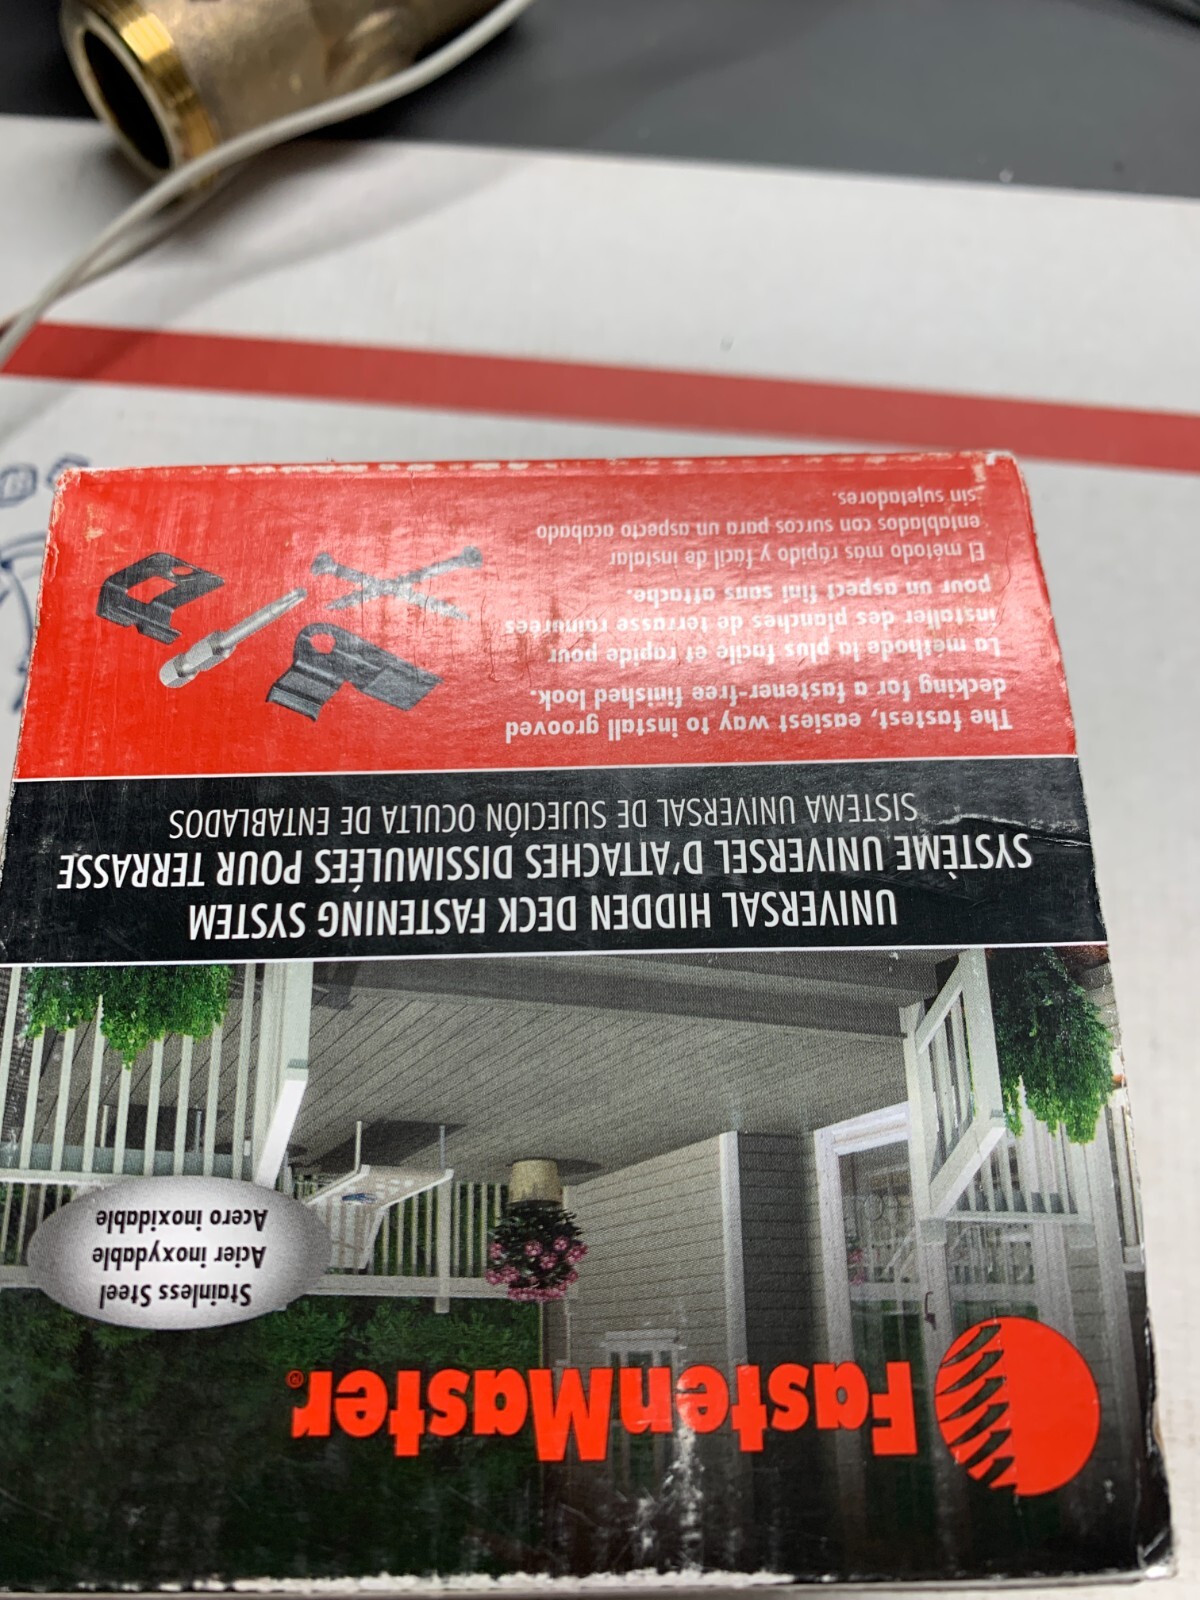 FastenMaster®
Stainless Steel
Acier inoxydable
Acero inoxidable
UNIVERSAL HIDDEN DECK FASTENING SYSTEM
SYSTÈME UNIVERSEL D'ATTACHES DISSIMULÉES POUR TERRASSE
SISTEMA UNIVERSAL DE SUJECIÓN OCULTA DE ENTABLADOS
The fastest, easiest way to install grooved
decking for a fastener-free finished look.
La méthode la plus facile et rapide pour
installer des planches de terrasse rainurées
pour un aspect fini sans attache.
El método más rápido y fácil de instalar
entablados con surcos para un aspecto acabado
sin sujetadores.